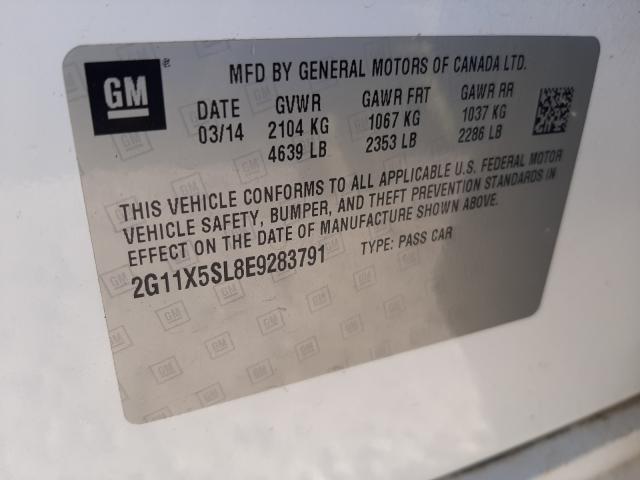 GM
MFD BY GENERAL MOTORS OF CANADA LTD.
DATE GVWR GAWR FRT GAWR RR
03/14 2104 KG 1067 KG 1037 KG
4639 LB 2353 LB 2286 LB
THIS VEHICLE CONFORMS TO ALL APPLICABLE U.S. FEDERAL MOTOR
VEHICLE SAFETY, BUMPER, AND THEFT PREVENTION STANDARDS IN
EFFECT ON THE DATE OF MANUFACTURE SHOWN ABOVE.
2G11X5SL8E9283791 TYPE: PASS CAR